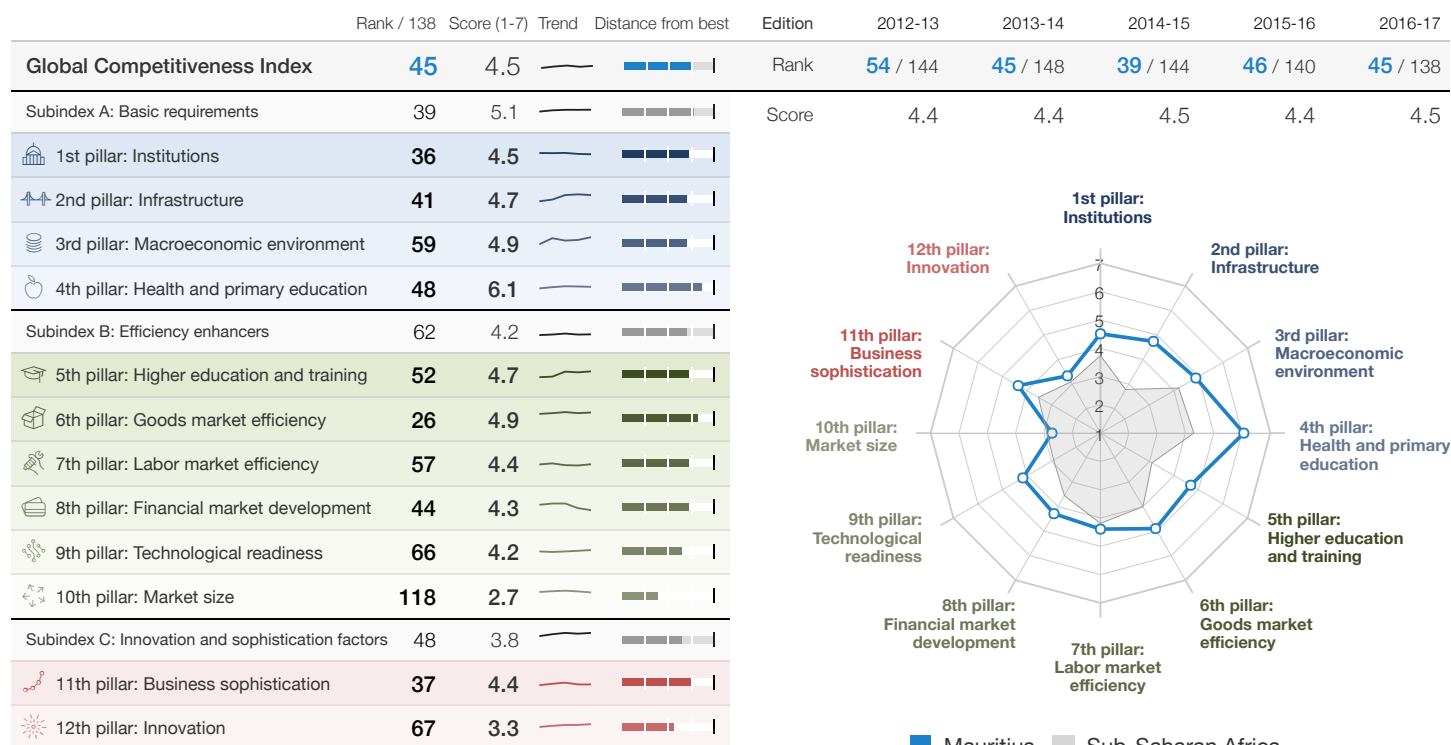 Rank / 138 Score (1-7) Trend Distance from best
Global Competitiveness Index 45 4.5
Subindex A: Basic requirements 39 5.1
1st pillar: Institutions 36 4.5
2nd pillar: Infrastructure 41 4.7
3rd pillar: Macroeconomic environment 59 4.9
4th pillar: Health and primary education 48 6.1
Subindex B: Efficiency enhancers 62 4.2
5th pillar: Higher education and training 52 4.7
6th pillar: Goods market efficiency 26 4.9
7th pillar: Labor market efficiency 57 4.4
8th pillar: Financial market development 44 4.3
9th pillar: Technological readiness 66 4.2
10th pillar: Market size 118 2.7
Subindex C: Innovation and sophistication factors 48 3.8
11th pillar: Business sophistication 37 4.4
12th pillar: Innovation 67 3.3
Edition 2012-13 2013-14 2014-15 2015-16 2016-17
Rank 54 / 144 45 / 148 39 / 144 46 / 140 45 / 138
Score 4.4 4.4 4.5 4.4 4.5
1st pillar:
Institutions
2nd pillar:
Infrastructure
3rd pillar:
Macroeconomic
environment
4th pillar:
Health and primary
education
5th pillar:
Higher education
and training
6th pillar:
Goods market
efficiency
7th pillar:
Labor market
efficiency
8th pillar:
Financial market
development
9th pillar:
Technological
readiness
10th pillar:
Market size
11th pillar:
Business
sophistication
12th pillar:
Innovation
7
6
5
4
3
2
1
Mauritius Sub-Saharan Africa